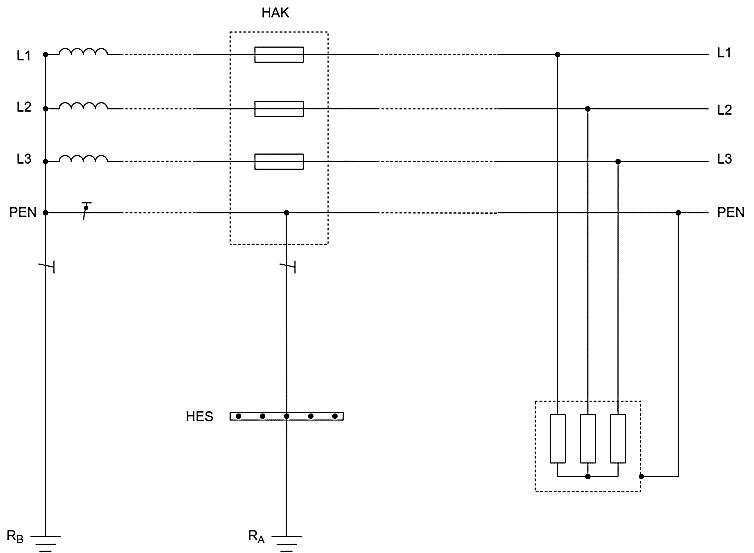 HAK
L1 L1
L2 L2
L3 L3
PEN PEN
HES
RB RA